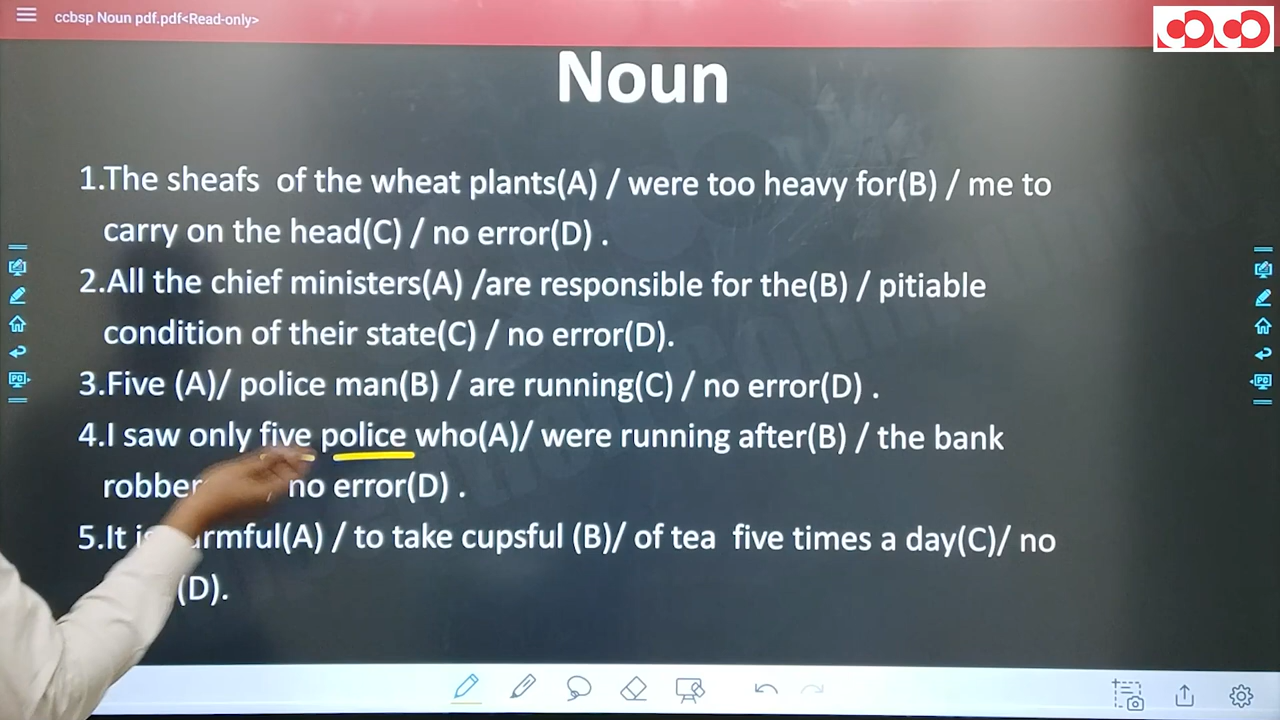 ccbsp Noun pdf.pdf<Read-only>
Noun
1.The sheafs of the wheat plants(A) / were too heavy for(B) / me to
carry on the head(C) / no error(D) .
2.All the chief ministers(A) /are responsible for the(B) / pitiable
condition of their state(C) / no error(D).
3.Five (A)/ police man(B) / are running(C) / no error(D) .
4.I saw only five police who(A)/ were running after(B) / the bank
no error(D) .
5.It to take cupsful (B)/ of tea five times a day(C)/ no
(D).